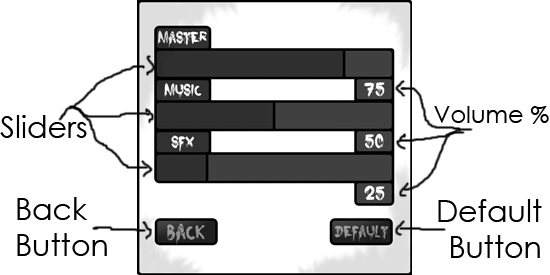 MASTER
MUSIC
75
Sliders
Volume %
SFX
50
25
Back
Button
BACK
DEFAULT
Default
Button